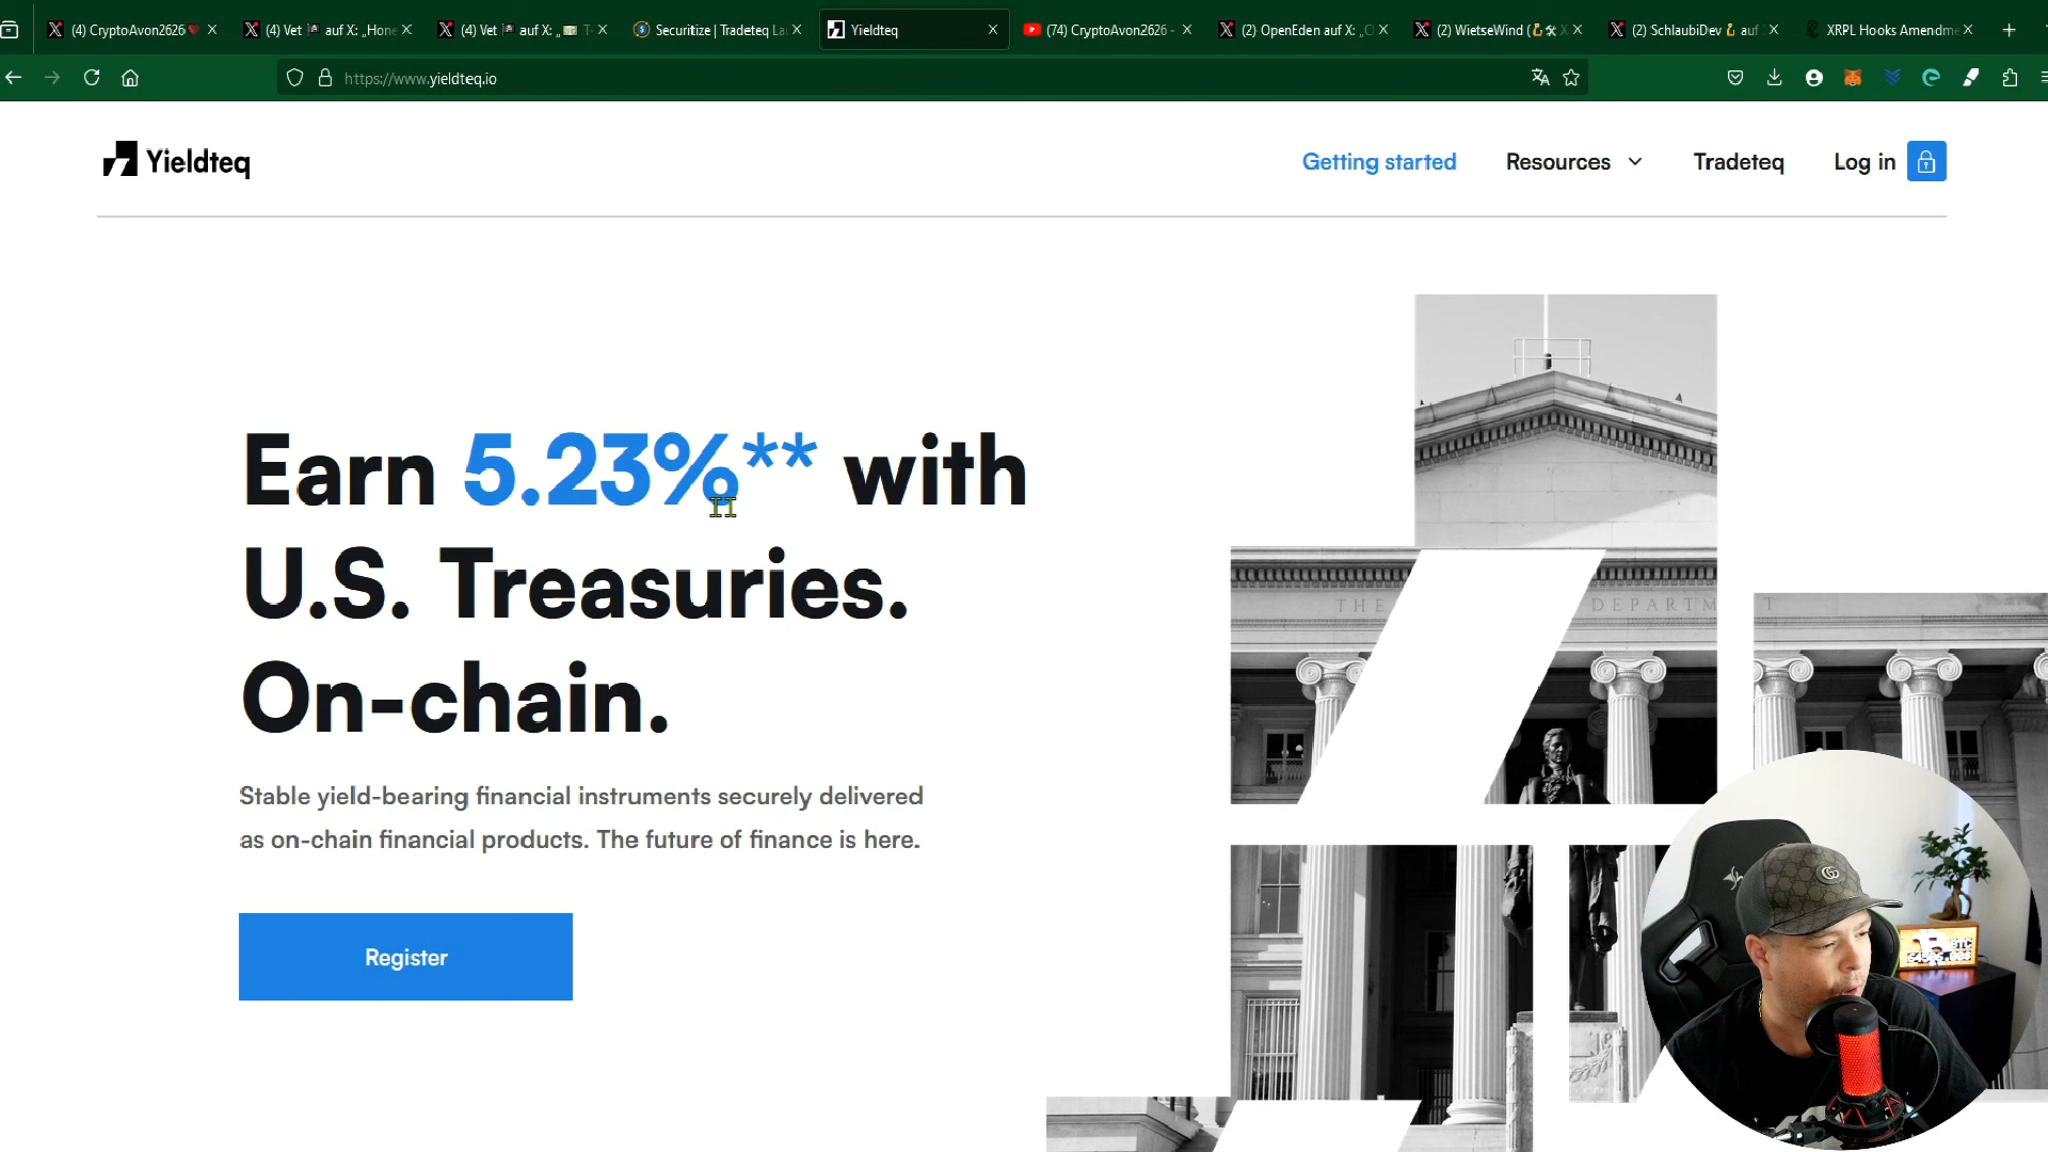 (4) CryptoAvon2626
(4) Vet auf X: „Hone
(4) Vet auf X: „
Securitize | Tradeteq La
Yieldteq
(74) CryptoAvon2626 -
(2) OpenEden auf X: „O
(2) WietseWind (
(2) SchlaubiDev auf
XRPL Hooks Amendme
https://www.yieldteq.io
Yieldteq
Getting started
Resources
Tradeteq
Log in
Earn 5.23%** with
U.S. Treasuries.
On-chain.
Stable yield-bearing financial instruments securely delivered
as on-chain financial products. The future of finance is here.
Register
THE DEPARTMENT
BTC